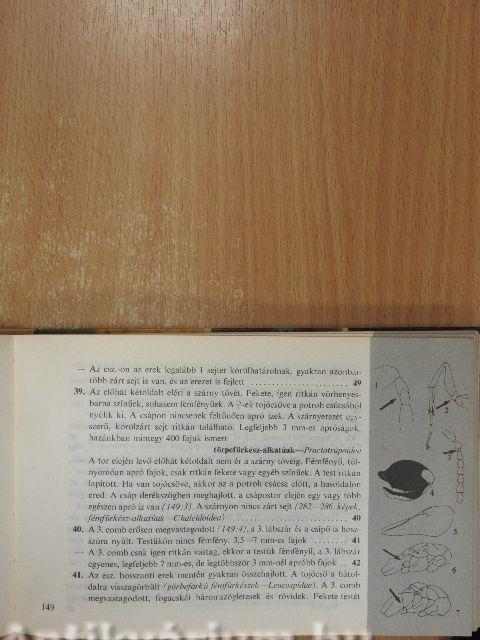 — Az esz.-on az erek legalább 1 sejtet körülhatárolnak, gyakran azonban
több zárt sejt is van, és az erezet is fejlett . . . . . . . . . . . . . . . . . . . . . . . 49
39. Az előhát kétoldalt eléri a szárny tövét. Fekete, igen ritkán vörhenyes-
barna színűek, sohasem fémfényűek. A ♀-ek tojócsöve a potroh csúcsából
nyúlik ki. A csápon nincsenek feltűnően apró ízek. A szárnyerezet egy-
szerű, körülzárt sejt ritkán található. Legfeljebb 3 mm-es apróságok,
hazánkban mintegy 400 fajuk ismert
törpefürkész-alkatúak—Proctotrupoidea
— A tor elején levő előhát kétoldalt nem ér a szárny tövéig. Fémfényű, túl-
nyomóan apró fajok, csak ritkán fekete vagy egyéb színűek. A test ritkán
lapított. Ha van tojócsöve, akkor az a potroh csúcsa előtt, a hasoldalon
ered. A csáp derékszögben meghajlott, a csápostor elején egy vagy több
egészen apró íz van (149:3). A szárnyon nincs zárt sejt (282—286. képek,
fémfürkész-alkatúak—Chalcidoidea) . . . . . . . . . . . . . . . . . . . . . . . 40
40. A 3. comb erősen megvastagodott (149:4), a 3. lábszár és a csípő is hosz-
szúra nyúlt. Testükön nincs fémfény. 3,5—7 mm-es fajok . . . . . . . . 41
— A 3. comb csak igen ritkán vastag, ekkor a testük fémfényű, a 3. lábszár
egyenes, legfeljebb 7 mm-es, de legtöbbször 3 mm-nél apróbb fajok . . 42
41. Az esz. hosszanti erek mentén gyakran összehajlott. A tojócső a hátol-
dalra visszagörbült (görbefarkú fémfürkészek—Leucospidae). A 3. comb
megvastagodott, fogacskái háromszögletesek és rövidek. Fekete testét
149
1
2
3
4
5
6
7